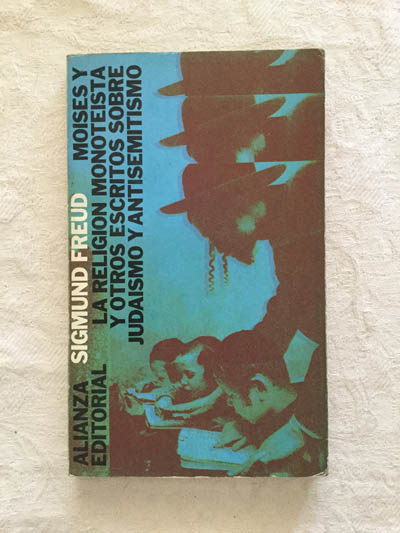 ALIANZA
EDITORIAL
SIGMUND FREUD
MOISES Y
LA RELIGION MONOTEISTA
Y OTROS ESCRITOS SOBRE
JUDAISMO Y ANTISEMITISMO